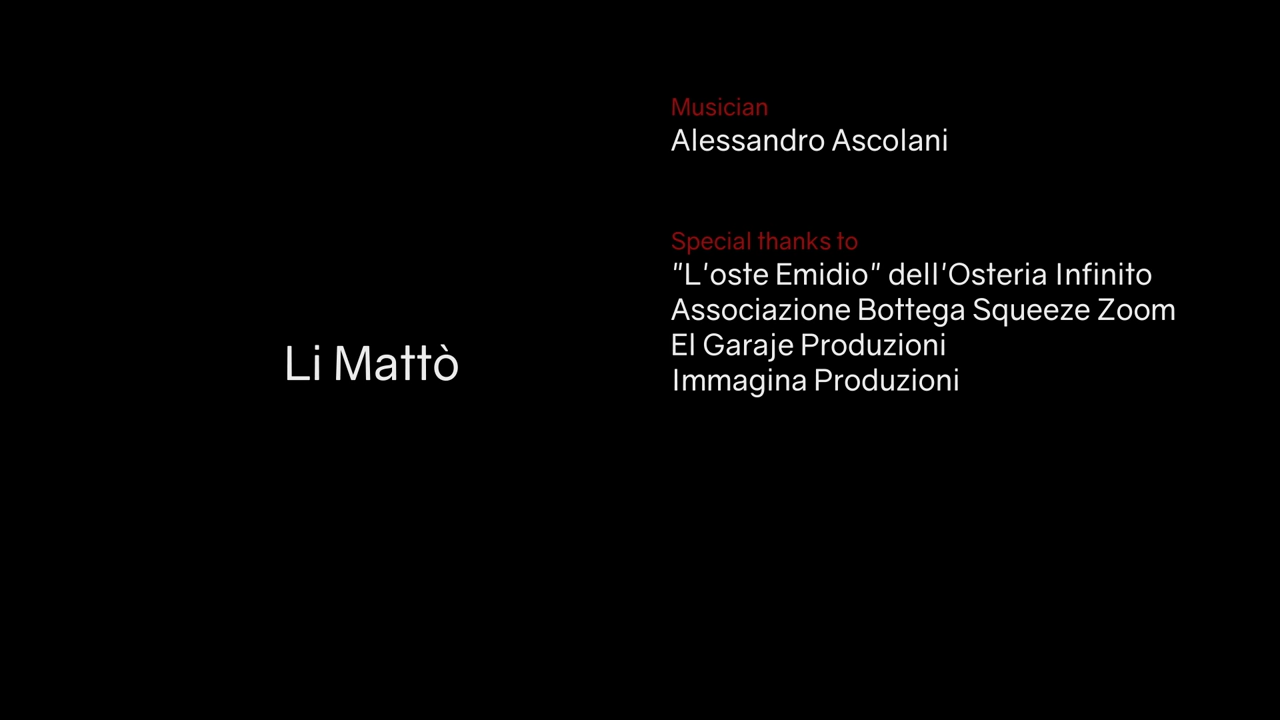 Li Mattò
Musician
Alessandro Ascolani
Special thanks to
"L'oste Emidio" dell'Osteria Infinito
Associazione Bottega Squeeze Zoom
El Garaje Produzioni
Immagina Produzioni